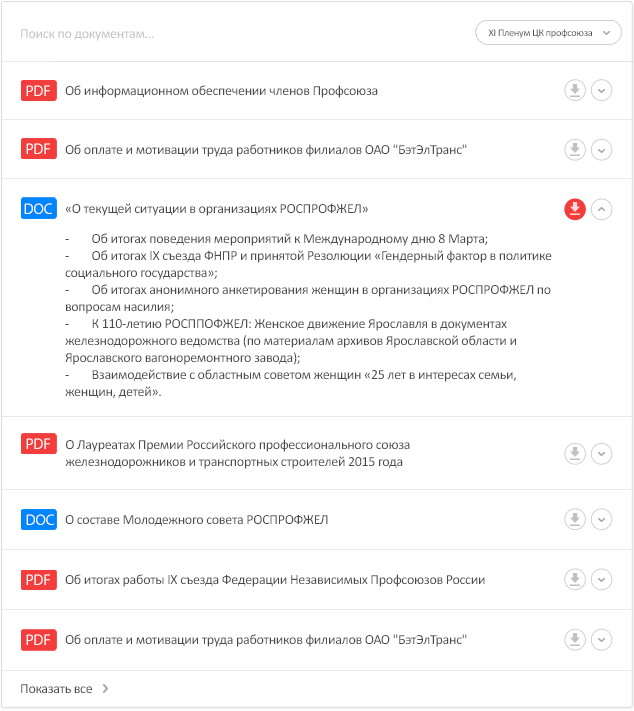 Поиск по документам...
XI Пленум ЦК профсоюза
PDF Об информационном обеспечении членов Профсоюза
PDF Об оплате и мотивации труда работников филиалов ОАО "БэтЭлТранс"
DOC «О текущей ситуации в организациях РОСПРОФЖЕЛ»
- Об итогах поведения мероприятий к Международному дню 8 Марта;
- Об итогах IX съезда ФНПР и принятой Резолюции «Гендерный фактор в политике
социального государства»;
- Об итогах анонимного анкетирования женщин в организациях РОСПРОФЖЕЛ по
вопросам насилия;
- К 110-летию РОСППОФЖЕЛ: Женское движение Ярославля в документах
железнодорожного ведомства (по материалам архивов Ярославской области и
Ярославского вагоноремонтного завода);
- Взаимодействие с областным советом женщин «25 лет в интересах семьи,
женщин, детей».
PDF О Лауреатах Премии Российского профессионального союза
железнодорожников и транспортных строителей 2015 года
DOC О составе Молодежного совета РОСПРОФЖЕЛ
PDF Об итогах работы IX съезда Федерации Независимых Профсоюзов России
PDF Об оплате и мотивации труда работников филиалов ОАО "БэтЭлТранс"
Показать все